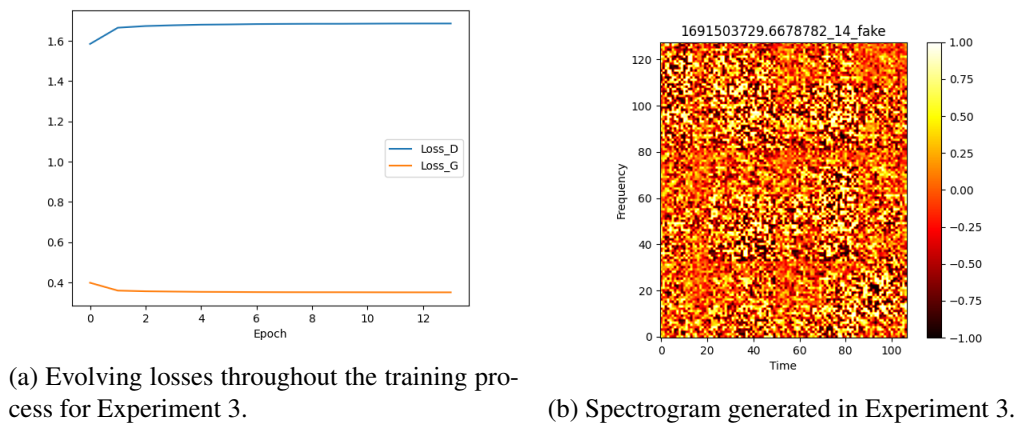 1.6
1.4
1.2
1.0
0.8
0.6
0.4
0 2 4 6 8 10 12
Epoch
Loss_D
Loss_G
(a) Evolving losses throughout the training pro-
cess for Experiment 3.
1691503729.6678782_14_fake
120
100
80
60
40
20
0
Frequency
0 20 40 60 80 100
Time
1.00
0.75
0.50
0.25
0.00
−0.25
−0.50
−0.75
−1.00
(b) Spectrogram generated in Experiment 3.